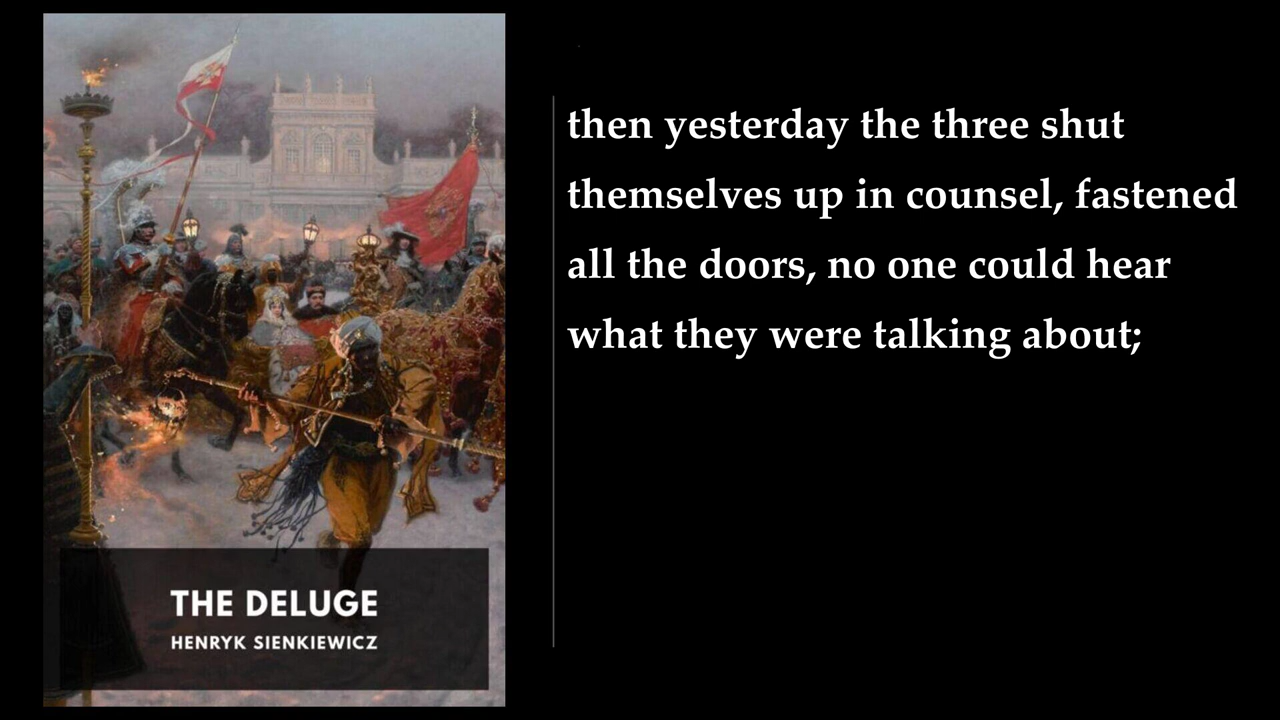 THE DELUGE
HENRYK SIENKIEWICZ
then yesterday the three shut
themselves up in counsel, fastened
all the doors, no one could hear
what they were talking about;